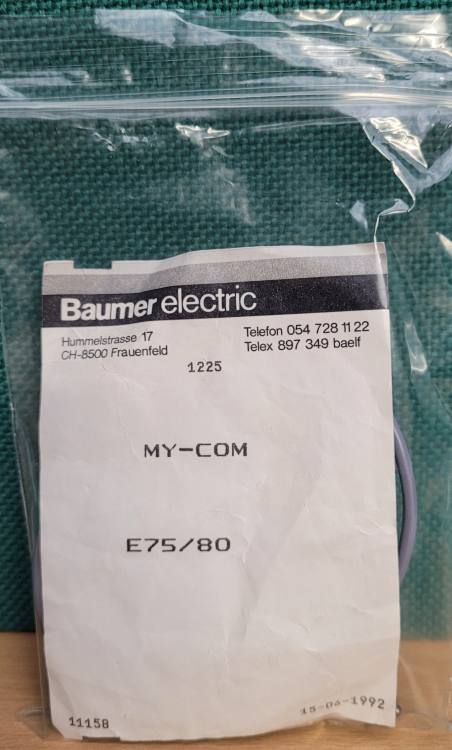 Baumer electric
Hummelstrasse 17
CH-8500 Frauenfeld
Telefon 054 728 11 22
Telex 897 349 baelf
1225
MY-COM
E75/80
11158
15-06-1992